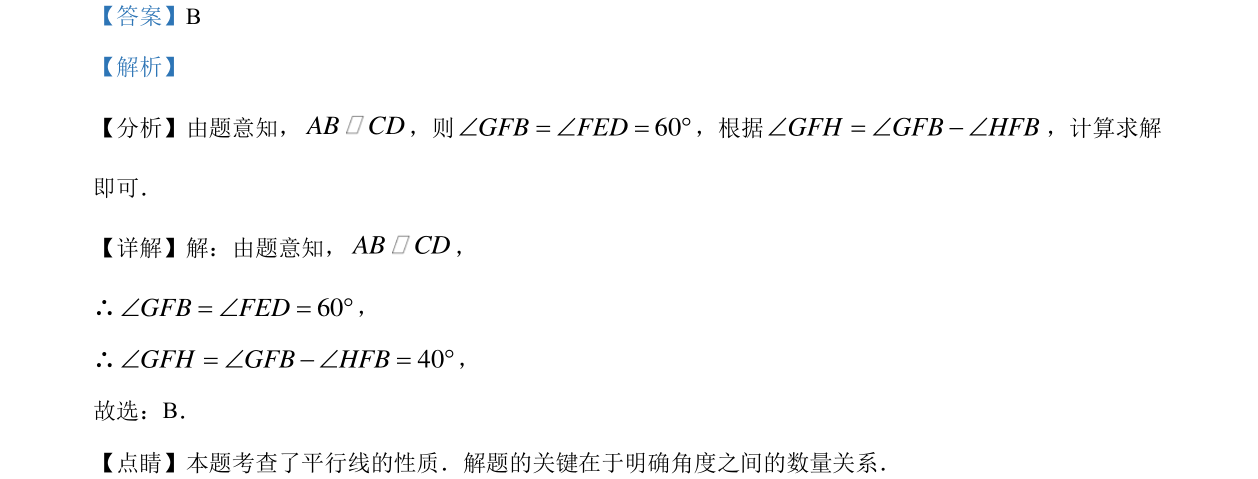 【答案】B
【解析】
【分析】由题意知，AB▱CD，则∠GFB＝∠FED＝60°，根据∠GFH＝∠GFB－∠HFB，计算求解
即可．
【详解】解：由题意知，AB▱CD，
∴∠GFB＝∠FED＝60°，
∴∠GFH＝∠GFB－∠HFB＝40°，
故选：B．
【点睛】本题考查了平行线的性质．解题的关键在于明确角度之间的数量关系．